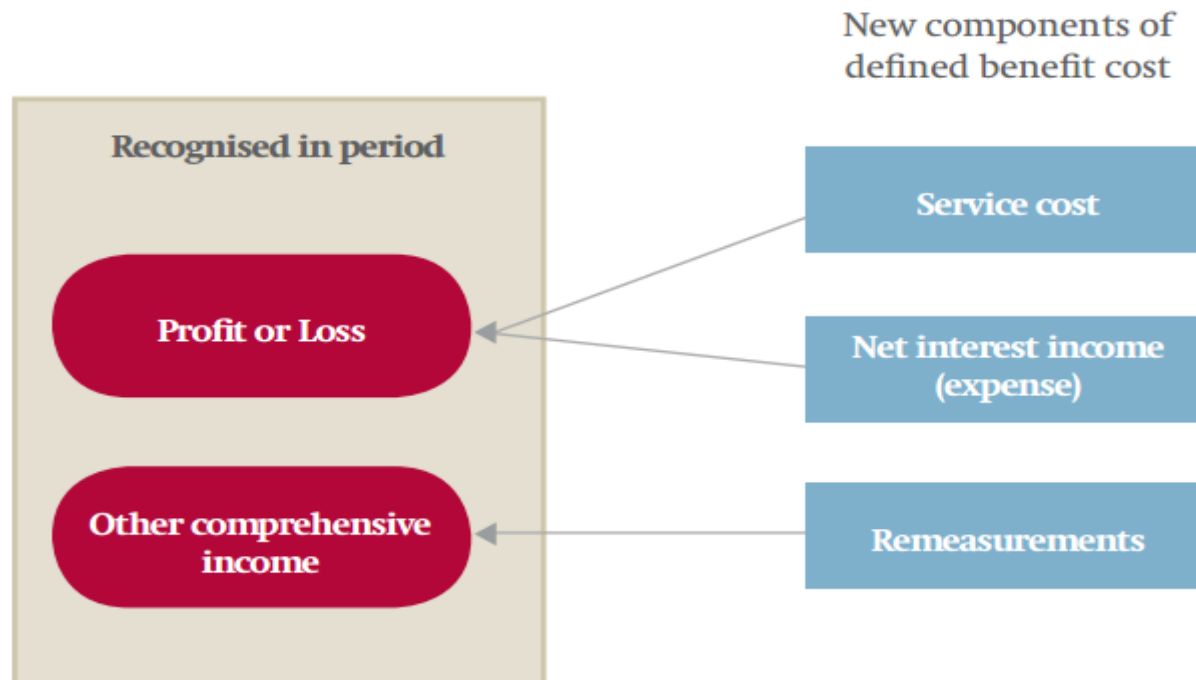 New components of
defined benefit cost
Recognised in period
Service cost
Profit or Loss
Net interest income
(expense)
Other comprehensive
income
Remeasurements